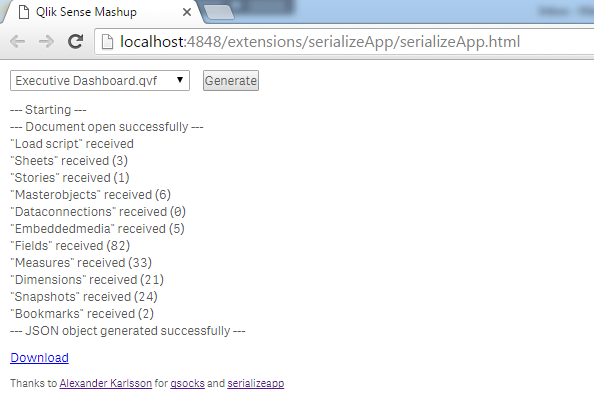 Qlik Sense Mashup
localhost:4848/extensions/serializeApp/serializeApp.html
Executive Dashboard.qvf
Generate
--- Starting ---
--- Document open successfully ---
"Load script" received
"Sheets" received (3)
"Stories" received (1)
"Masterobjects" received (6)
"Dataconnections" received (0)
"Embeddedmedia" received (5)
"Fields" received (82)
"Measures" received (33)
"Dimensions" received (21)
"Snapshots" received (24)
"Bookmarks" received (2)
--- JSON object generated successfully ---
Download
Thanks to Alexander Karlsson for qsocks and serializeapp